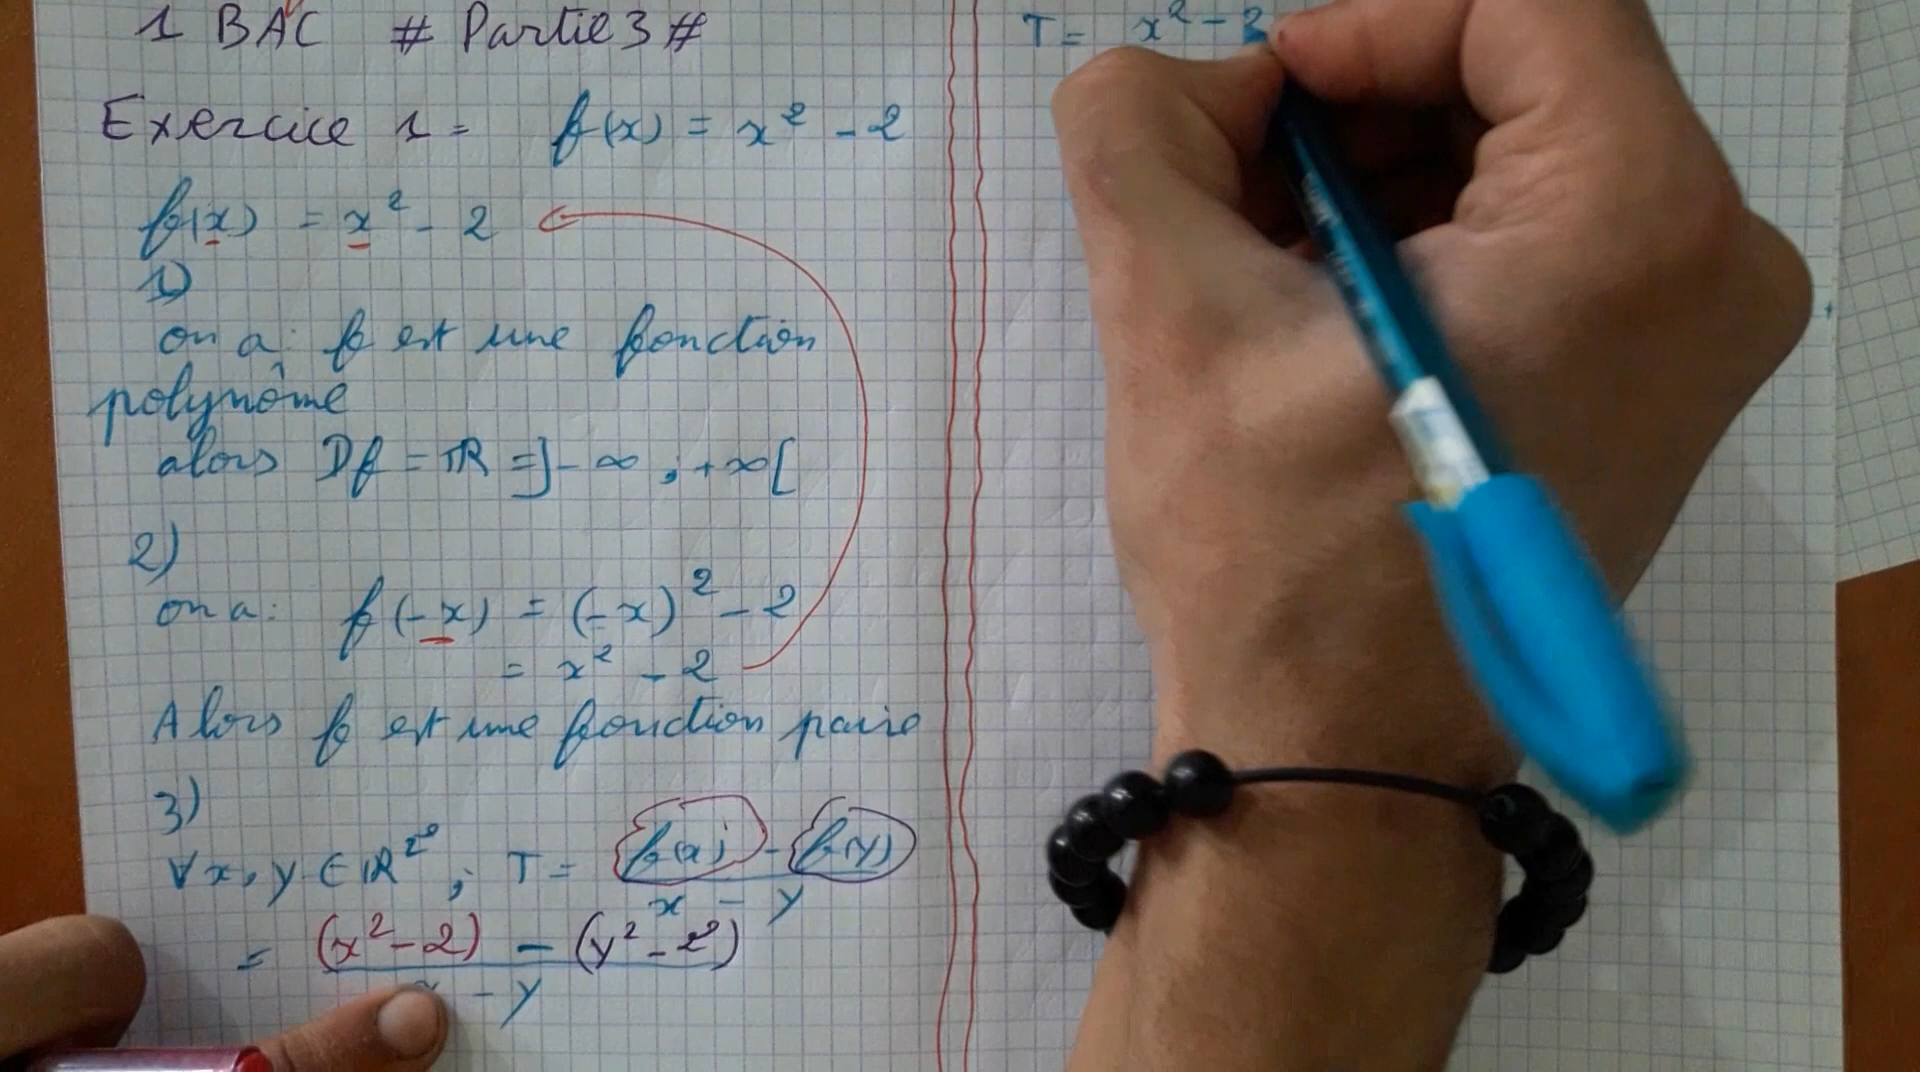 1 BAC # Partie 3 #
Exercice 1 = f(x) = x² - 2
f(x) = x² - 2
1)
on a: f est une fonction
polynôme
alors Df = ℝ = ]-∞ ; +∞[
2)
on a: f(-x) = (-x)² - 2
= x² - 2
Alors f est une fonction paire
3)
∀x, y ∈ ℝ² ; T = f(x) - f(y)
x - y
= (x² - 2) - (y² - 2)
x - y
T = x² - 2